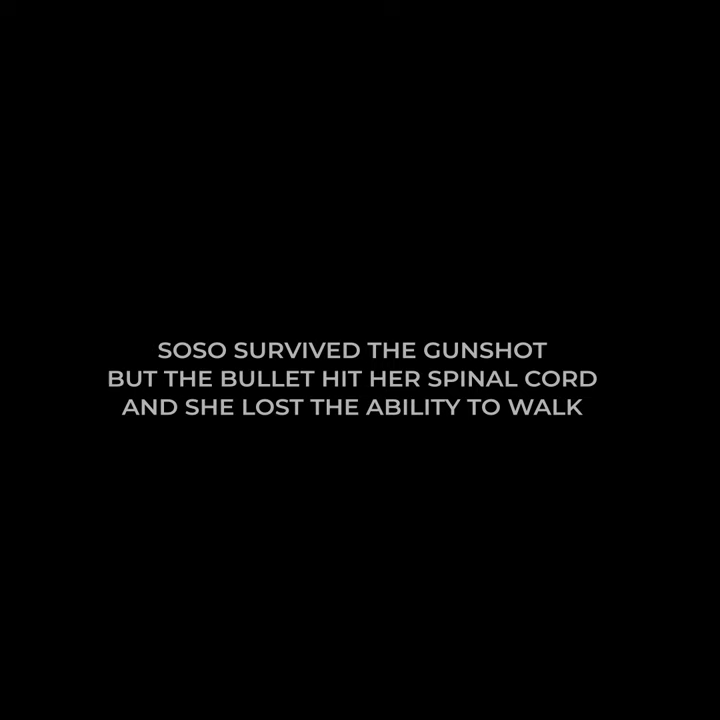 SOSO SURVIVED THE GUNSHOT
BUT THE BULLET HIT HER SPINAL CORD
AND SHE LOST THE ABILITY TO WALK